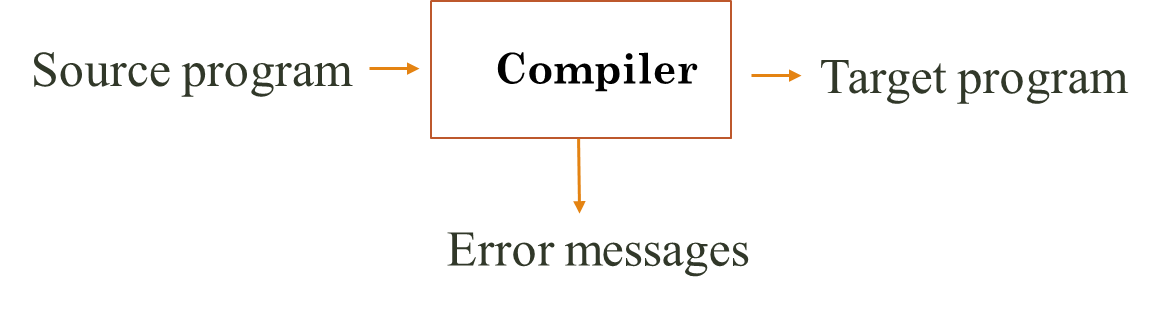 Source program
Compiler
Target program
Error messages